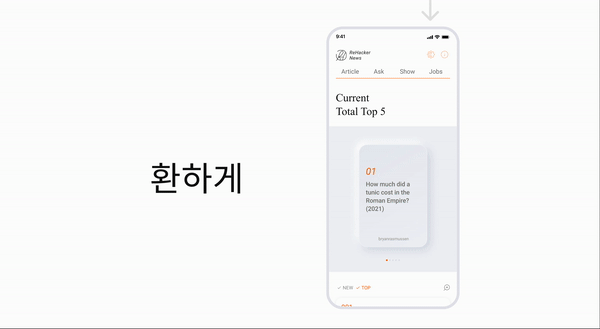 환하게
9:41
ReHacker
News
Article Ask Show Jobs
Current
Total Top 5
01
How much did a
tunic cost in the
Roman Empire?
(2021)
NEW TOP